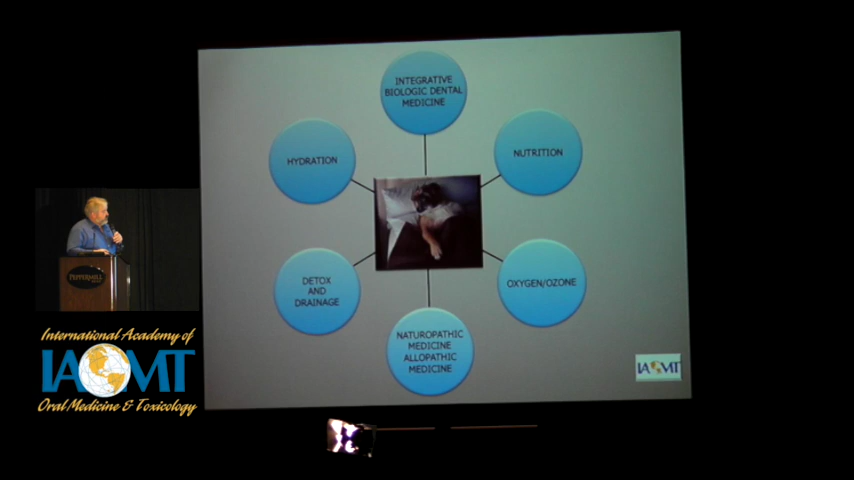 INTEGRATIVE
BIOLOGIC DENTAL
MEDICINE
HYDRATION
NUTRITION
DETOX
AND
DRAINAGE
OXYGEN/OZONE
NATUROPATHIC
MEDICINE
ALLOPATHIC
MEDICINE
IAOMT
PEPPERMILL
International Academy of
IAOMT
Oral Medicine & Toxicology